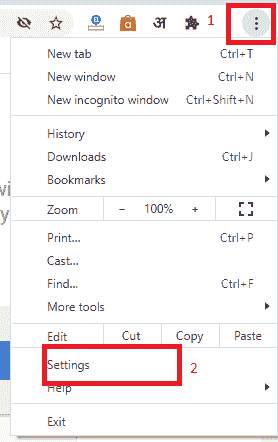 अ 1
New tab Ctrl+T
New window Ctrl+N
New incognito window Ctrl+Shift+N
History
Downloads Ctrl+J
Bookmarks
Zoom − 100% +
Print... Ctrl+P
Cast...
Find... Ctrl+F
More tools
Edit Cut Copy Paste
Settings 2
Help
Exit